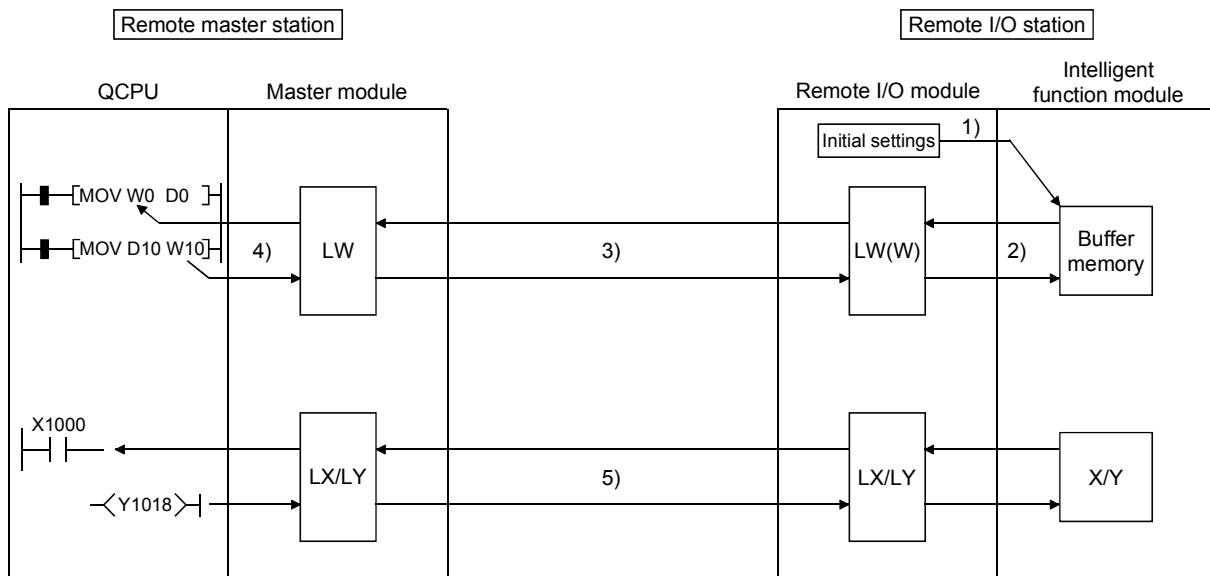 Remote master station
Remote I/O station
QCPU
Master module
Remote I/O module
Intelligent
function module
Initial settings
1)
MOV W0 D0
MOV D10 W10
4)
LW
3)
LW(W)
2)
Buffer
memory
X1000
Y1018
LX/LY
5)
LX/LY
X/Y